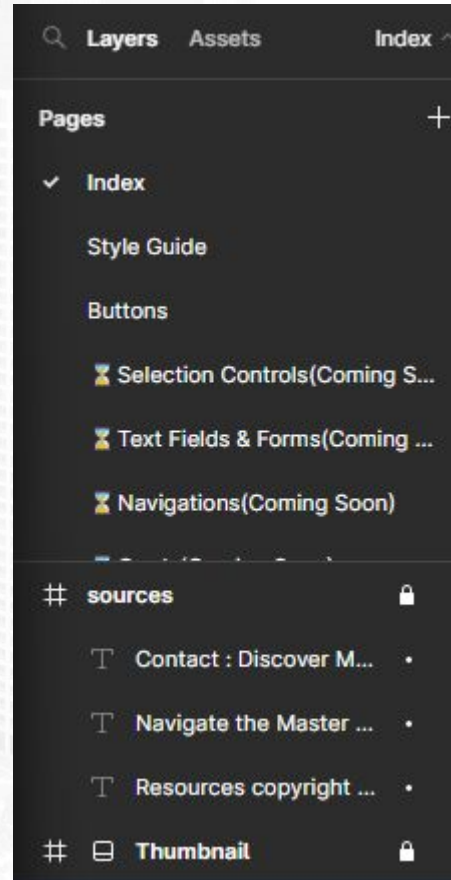 Layers Assets Index
Pages
Index
Style Guide
Buttons
⌛ Selection Controls(Coming S...
⌛ Text Fields & Forms(Coming ...
⌛ Navigations(Coming Soon)
sources
Contact : Discover M...
Navigate the Master ...
Resources copyright ...
Thumbnail